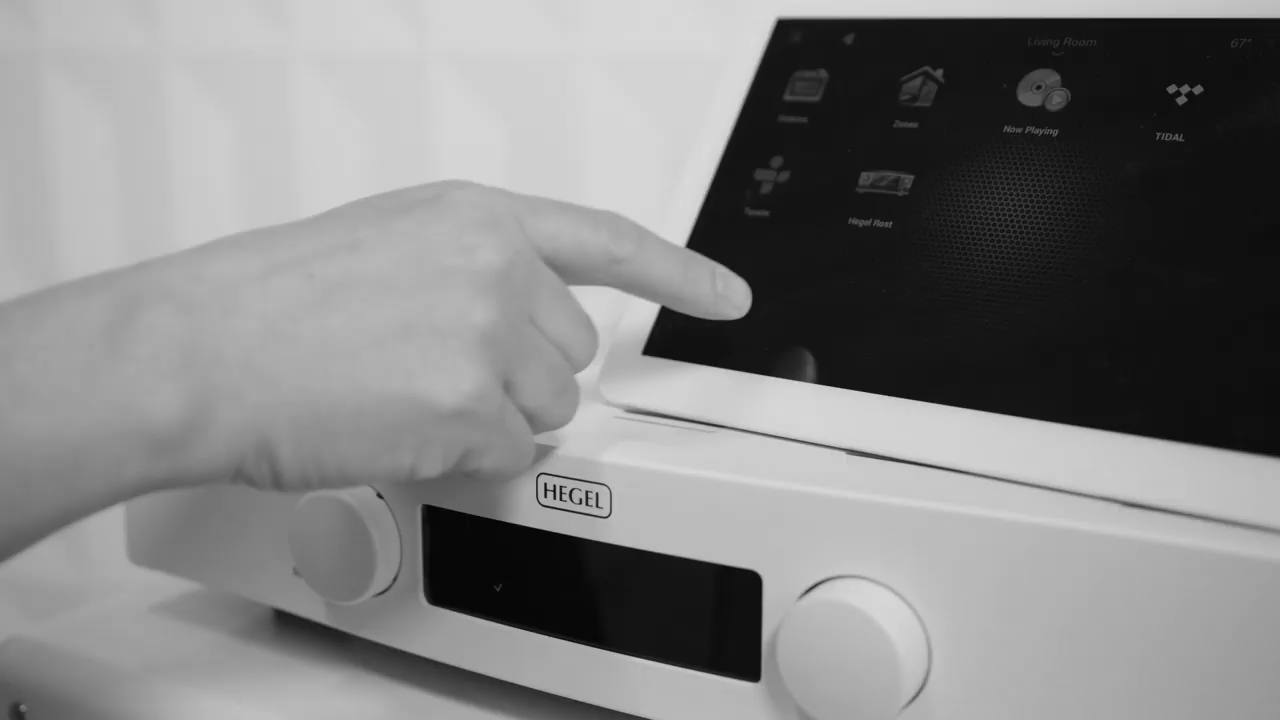 Living Room
67°
Zones
Now Playing
TIDAL
Hegel Rost
HEGEL